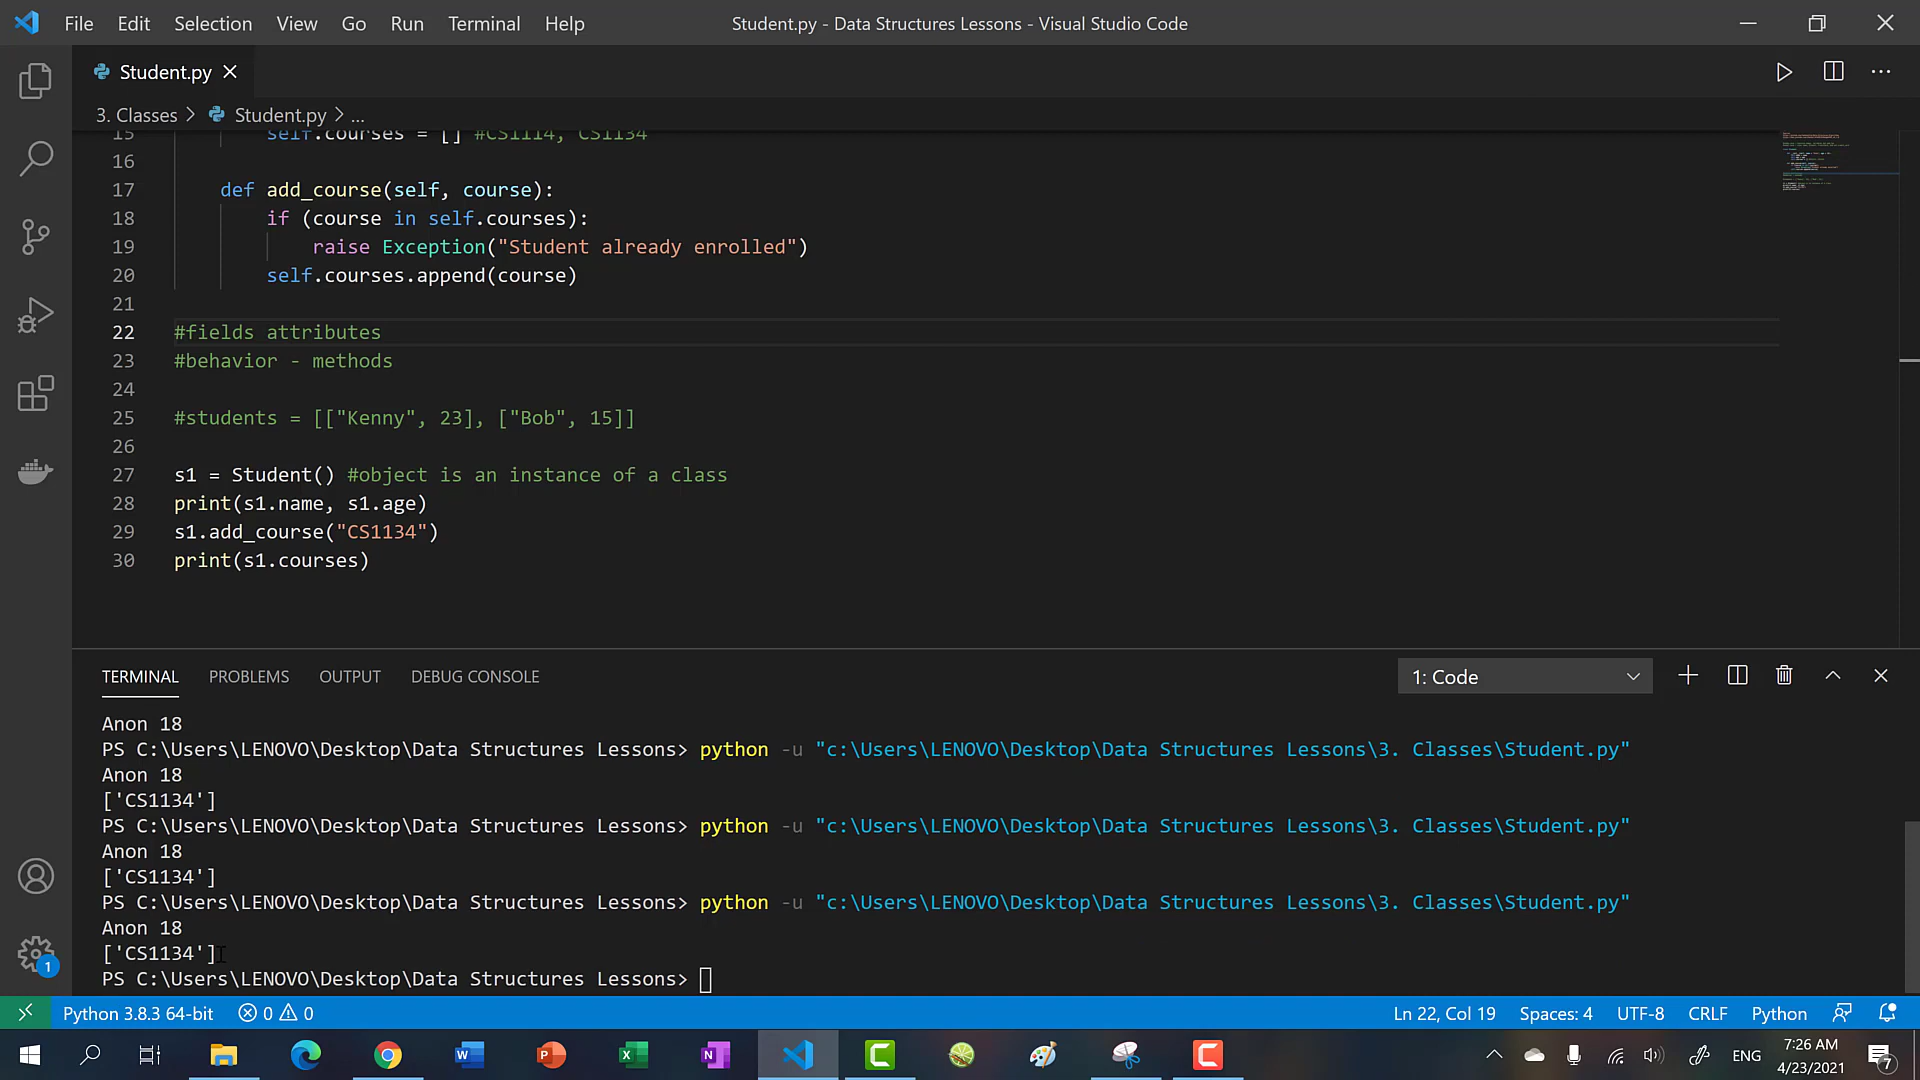 File Edit Selection View Go Run Terminal Help
Student.py - Data Structures Lessons - Visual Studio Code
Student.py
3. Classes > Student.py > ...
15 self.courses = [] #CS1114, CS1134
16
17 def add_course(self, course):
18 if (course in self.courses):
19 raise Exception("Student already enrolled")
20 self.courses.append(course)
21
22 #fields attributes
23 #behavior - methods
24
25 #students = [["Kenny", 23], ["Bob", 15]]
26
27 s1 = Student() #object is an instance of a class
28 print(s1.name, s1.age)
29 s1.add_course("CS1134")
30 print(s1.courses)
TERMINAL PROBLEMS OUTPUT DEBUG CONSOLE
1: Code
Anon 18
PS C:\Users\LENOVO\Desktop\Data Structures Lessons> python -u "c:\Users\LENOVO\Desktop\Data Structures Lessons\3. Classes\Student.py"
Anon 18
['CS1134']
PS C:\Users\LENOVO\Desktop\Data Structures Lessons> python -u "c:\Users\LENOVO\Desktop\Data Structures Lessons\3. Classes\Student.py"
Anon 18
['CS1134']
PS C:\Users\LENOVO\Desktop\Data Structures Lessons> python -u "c:\Users\LENOVO\Desktop\Data Structures Lessons\3. Classes\Student.py"
Anon 18
['CS1134']
PS C:\Users\LENOVO\Desktop\Data Structures Lessons>
1
Python 3.8.3 64-bit 0 0
Ln 22, Col 19 Spaces: 4 UTF-8 CRLF Python
ENG
7:26 AM
4/23/2021
7